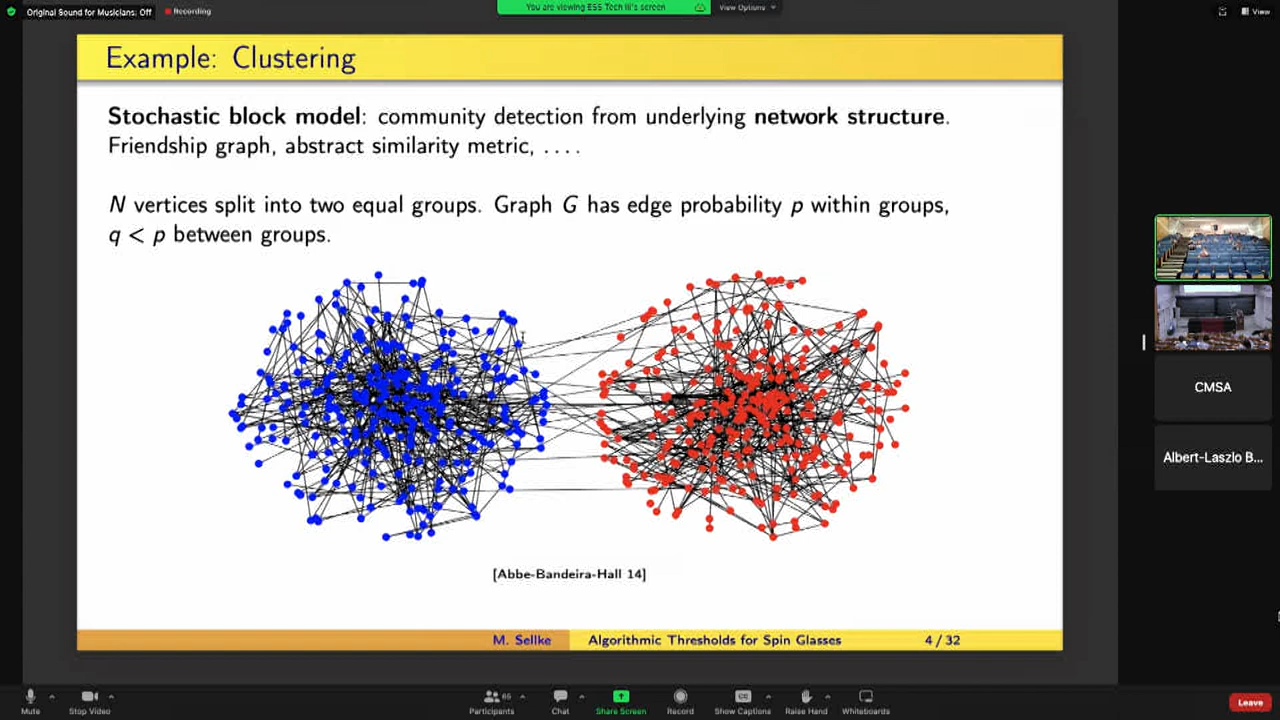 Original Sound for Musicians: Off
Recording
You are viewing ESS Tech III's screen
View Options
View
Example: Clustering
Stochastic block model: community detection from underlying network structure.
Friendship graph, abstract similarity metric, ....
N vertices split into two equal groups. Graph G has edge probability p within groups,
q < p between groups.
[Abbe-Bandeira-Hall 14]
M. Sellke
Algorithmic Thresholds for Spin Glasses
4 / 32
CMSA
Albert-Laszlo B...
Mute
Stop Video
Participants
65
Chat
Share Screen
Record
CC
Show Captions
Raise Hand
Whiteboards
Leave